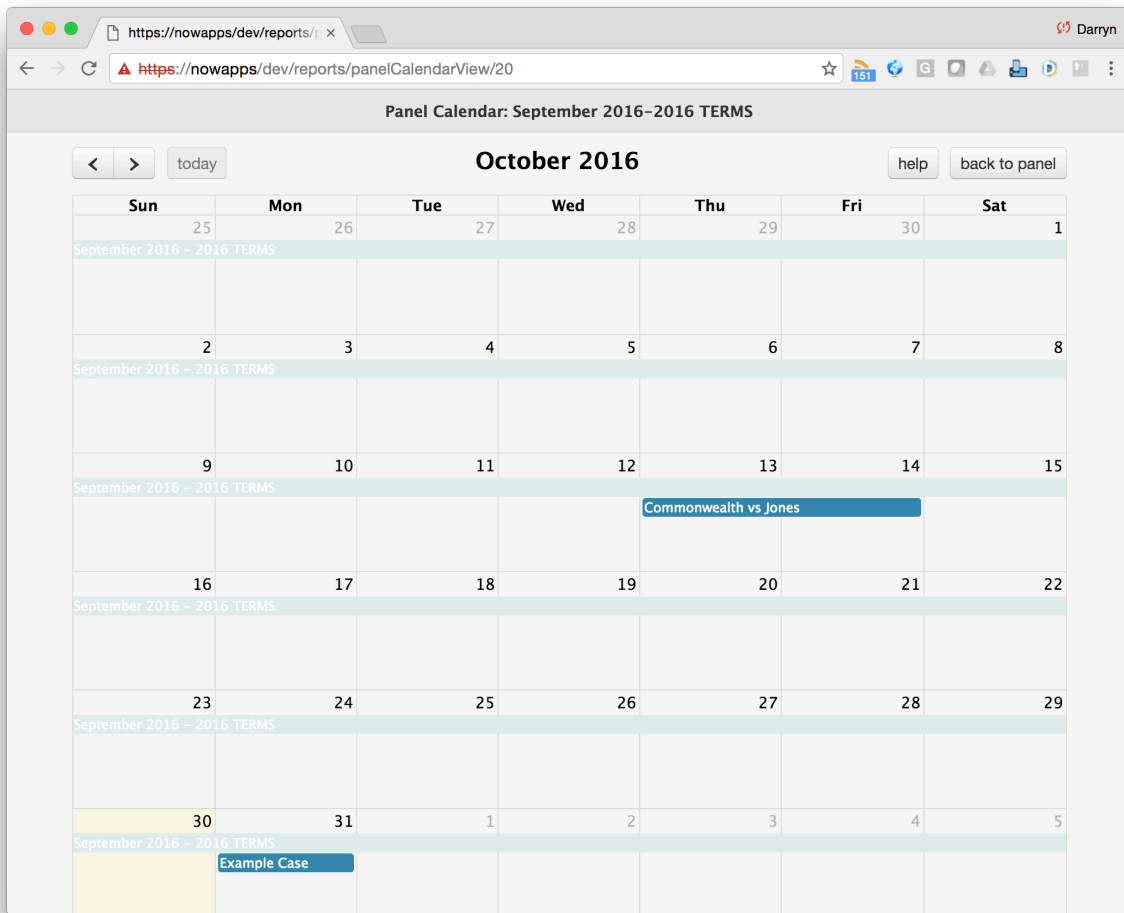 https://nowapps/dev/reports/p ×
Darryn
https://nowapps/dev/reports/panelCalendarView/20
151 G D
Panel Calendar: September 2016-2016 TERMS
< > today October 2016 help back to panel
Sun Mon Tue Wed Thu Fri Sat
25 26 27 28 29 30 1
September 2016 - 2016 TERMS
2 3 4 5 6 7 8
September 2016 - 2016 TERMS
9 10 11 12 13 14 15
September 2016 - 2016 TERMS
Commonwealth vs Jones
16 17 18 19 20 21 22
September 2016 - 2016 TERMS
23 24 25 26 27 28 29
September 2016 - 2016 TERMS
30 31 1 2 3 4 5
September 2016 - 2016 TERMS
Example Case